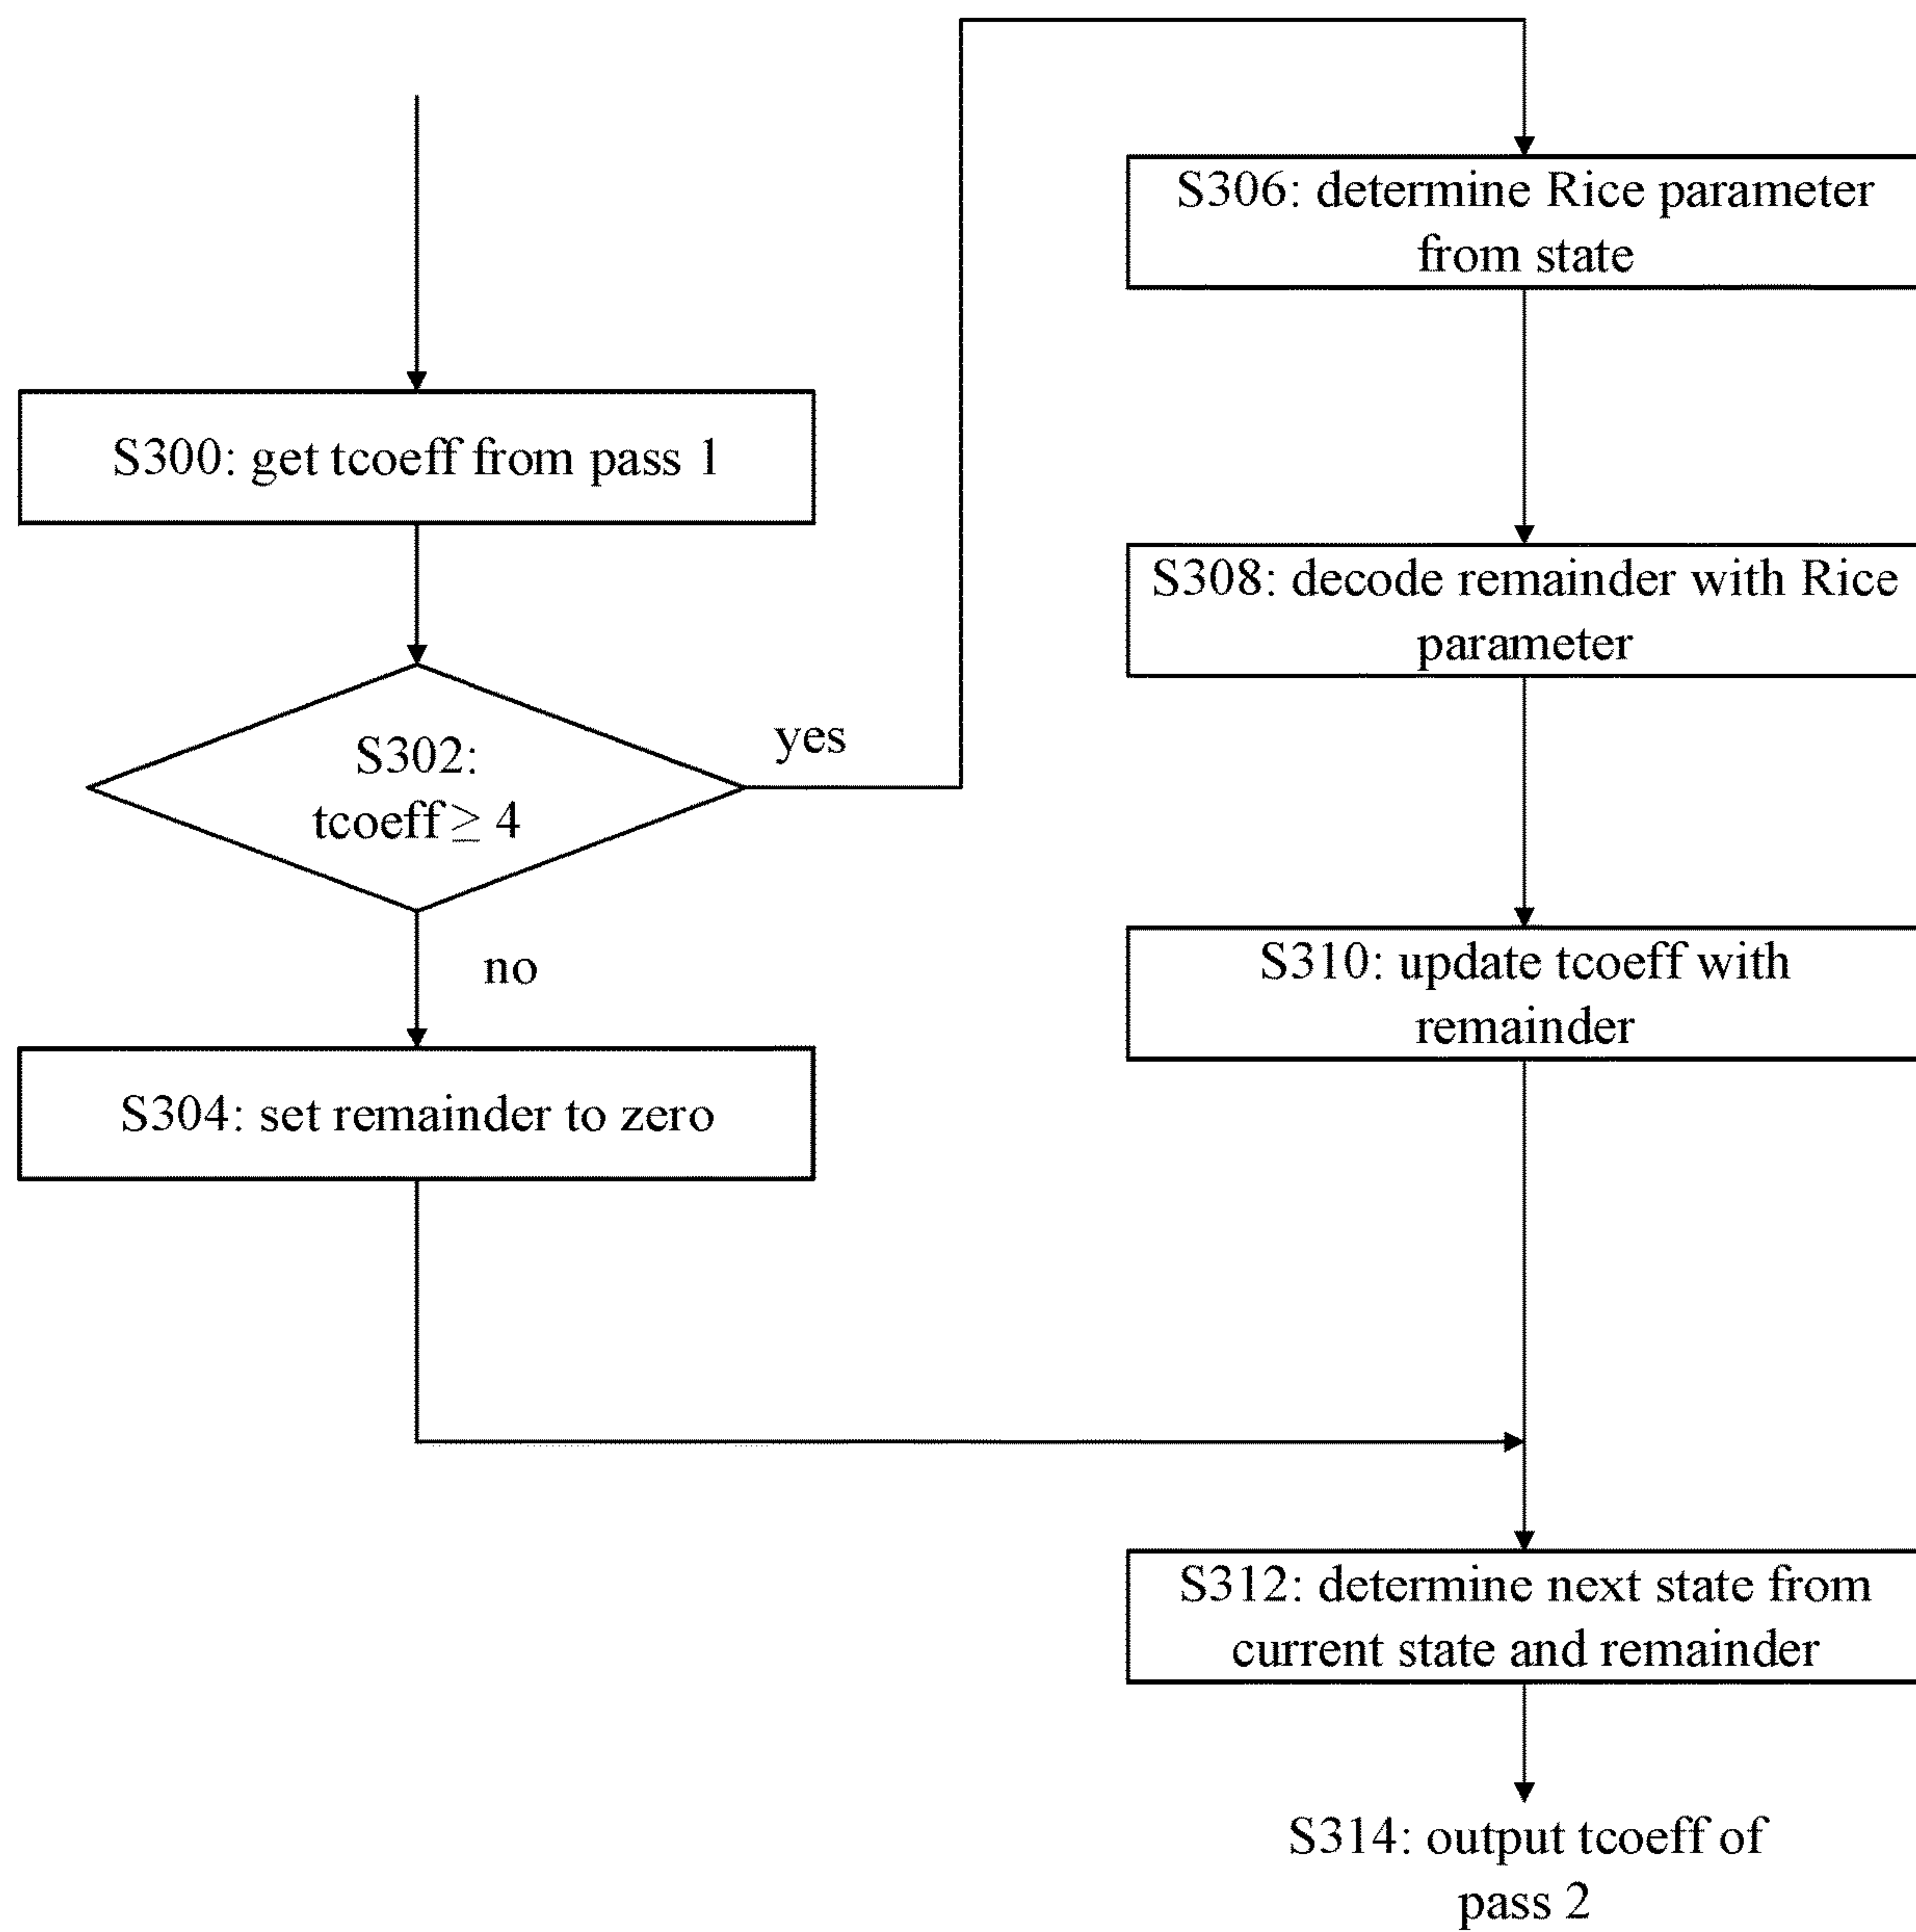 S300: get tcoeff from pass 1
S302:
tcoeff ≥ 4
yes
no
S304: set remainder to zero
S306: determine Rice parameter
from state
S308: decode remainder with Rice
parameter
S310: update tcoeff with
remainder
S312: determine next state from
current state and remainder
S314: output tcoeff of
pass 2